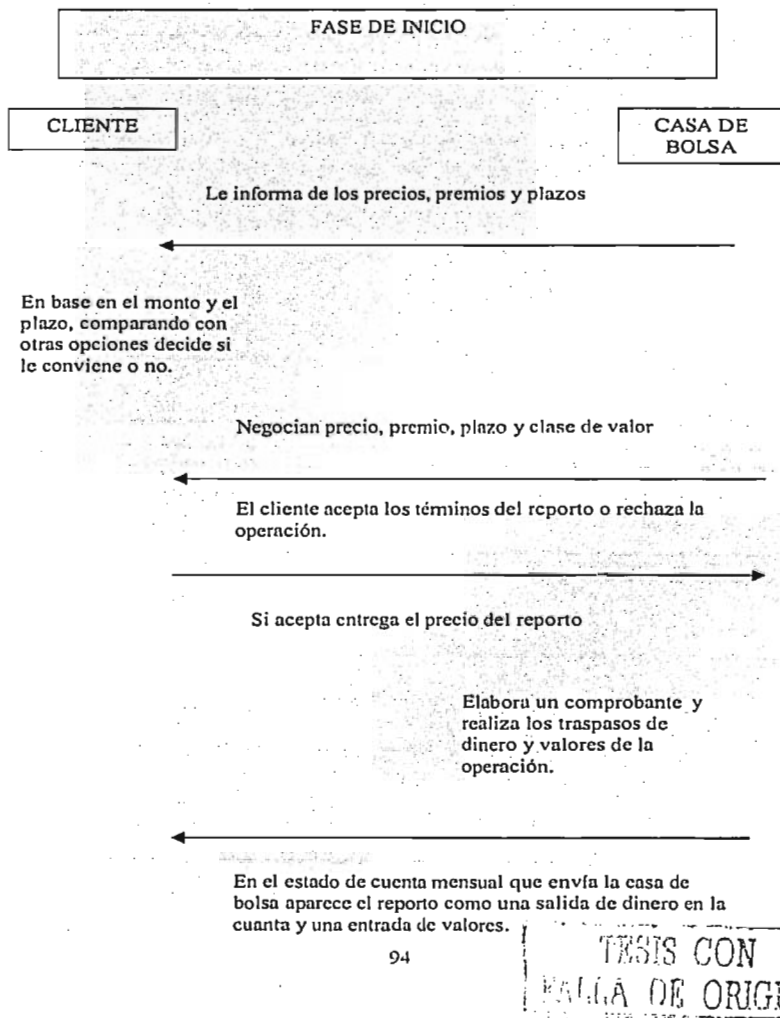 FASE DE INICIO
CLIENTE
CASA DE
BOLSA
Le informa de los precios, premios y plazos
En base en el monto y el
plazo, comparando con
otras opciones decide si
le conviene o no.
Negocian precio, premio, plazo y clase de valor
El cliente acepta los términos del reporto o rechaza la
operación.
Si acepta entrega el precio del reporto
Elabora un comprobante y
realiza los traspasos de
dinero y valores de la
operación.
En el estado de cuenta mensual que envía la casa de
bolsa aparece el reporto como una salida de dinero en la
cuanta y una entrada de valores.
94
TESIS CON
FALLA DE ORIGE